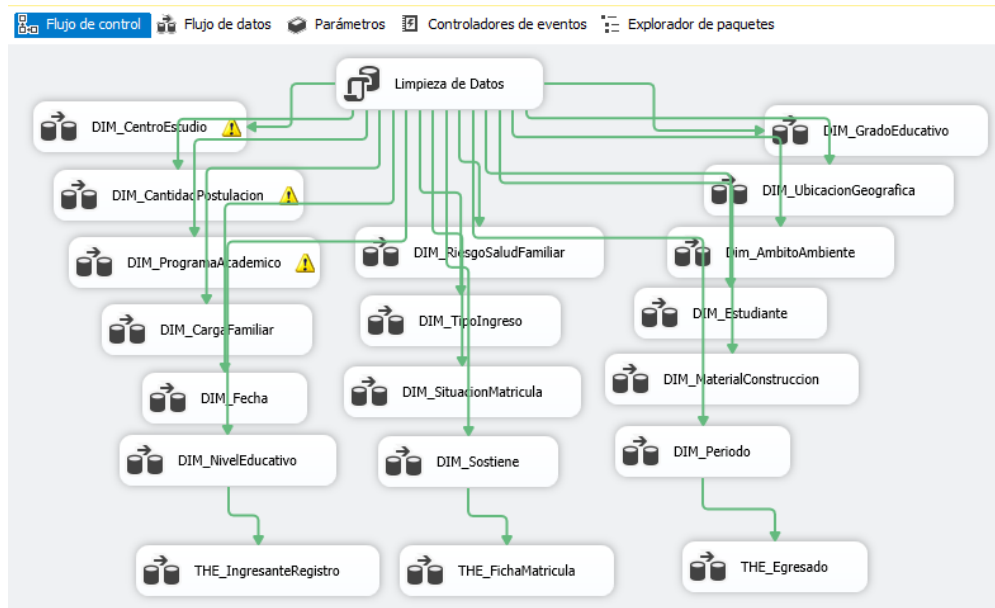 Flujo de control Flujo de datos Parámetros Controladores de eventos Explorador de paquetes
Limpieza de Datos
DIM_CentroEstudio
DIM_GradoEducativo
DIM_CantidadPostulacion
DIM_UbicacionGeografica
DIM_ProgramaAcademico
DIM_RiesgoSaludFamiliar
Dim_AmbitoAmbiente
DIM_CargaFamiliar
DIM_TipoIngreso
DIM_Estudiante
DIM_Fecha
DIM_SituacionMatricula
DIM_MaterialConstruccion
DIM_NivelEducativo
DIM_Sostiene
DIM_Periodo
THE_IngresanteRegistro
THE_FichaMatricula
THE_Egresado